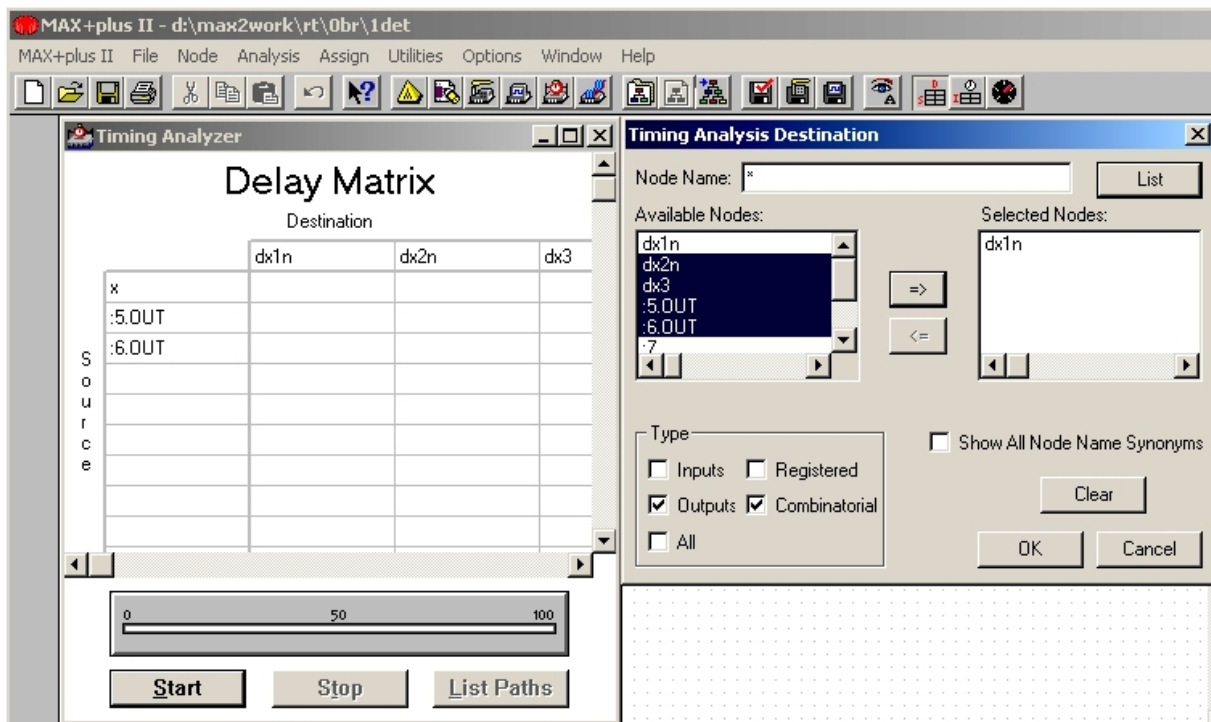 MAX+plus II - d:\max2work\rt\0br\1det
MAX+plus II File Node Analysis Assign Utilities Options Window Help
Timing Analyzer
Delay Matrix
Destination
dx1n dx2n dx3
x
:5.OUT
:6.OUT
Source
0 50 100
Start Stop List Paths
Timing Analysis Destination
Node Name: * List
Available Nodes: Selected Nodes:
dx1n
dx2n
dx3
:5.OUT
:6.OUT
:7
=>
<=
dx1n
Type
Inputs Registered
Outputs Combinatorial
All
Show All Node Name Synonyms
Clear
OK Cancel